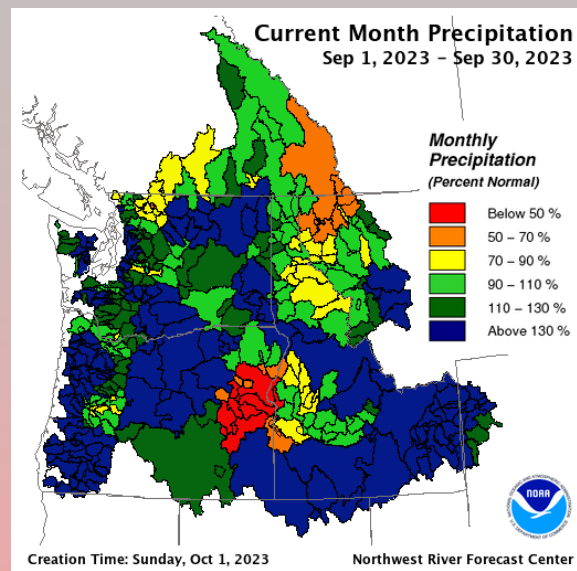 Current Month Precipitation
Sep 1, 2023 – Sep 30, 2023
Monthly
Precipitation
(Percent Normal)
Below 50 %
50 – 70 %
70 – 90 %
90 – 110 %
110 – 130 %
Above 130 %
NOAA
Creation Time: Sunday, Oct 1, 2023
Northwest River Forecast Center